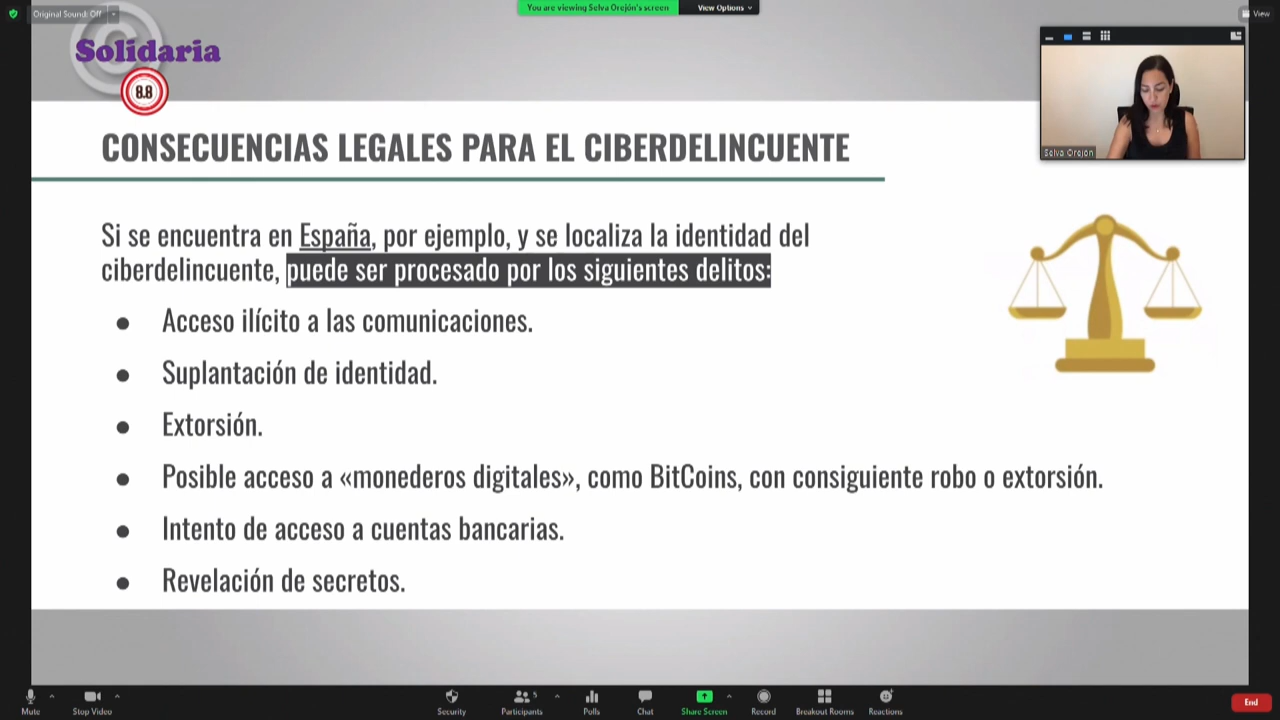 Original Sound: Off
You are viewing Selva Orejón's screen
View Options
View
Solidaria
8.8
Selva Orejón
CONSECUENCIAS LEGALES PARA EL CIBERDELINCUENTE
Si se encuentra en España, por ejemplo, y se localiza la identidad del
ciberdelincuente, puede ser procesado por los siguientes delitos:
● Acceso ilícito a las comunicaciones.
● Suplantación de identidad.
● Extorsión.
● Posible acceso a «monederos digitales», como BitCoins, con consiguiente robo o extorsión.
● Intento de acceso a cuentas bancarias.
● Revelación de secretos.
Mute
Stop Video
Security
Participants
5
Polls
Chat
Share Screen
Record
Breakout Rooms
Reactions
End